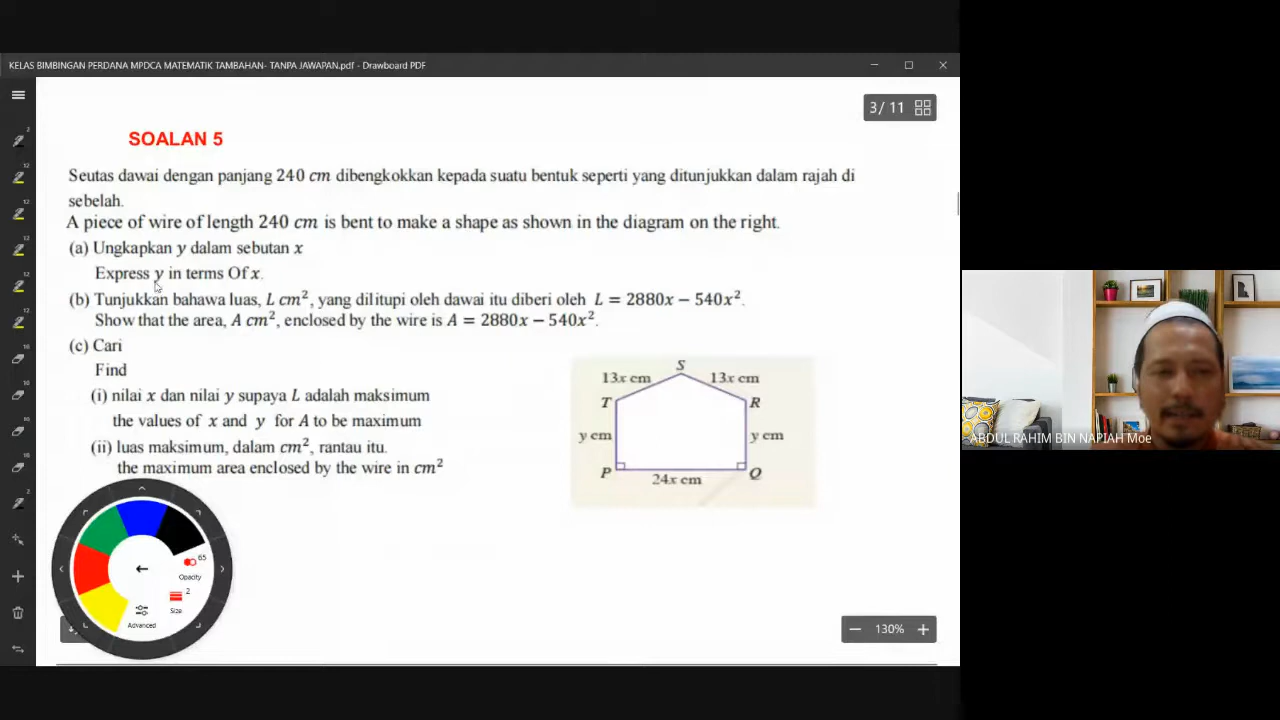 KELAS BIMBINGAN PERDANA MPDCA MATEMATIK TAMBAHAN- TANPA JAWAPAN.pdf - Drawboard PDF
3 / 11
SOALAN 5
Seutas dawai dengan panjang 240 cm dibengkokkan kepada suatu bentuk seperti yang ditunjukkan dalam rajah di
sebelah.
A piece of wire of length 240 cm is bent to make a shape as shown in the diagram on the right.
(a) Ungkapkan y dalam sebutan x
Express y in terms Of x.
(b) Tunjukkan bahawa luas, L cm², yang dilitupi oleh dawai itu diberi oleh L = 2880x − 540x².
Show that the area, A cm², enclosed by the wire is A = 2880x − 540x².
(c) Cari
Find
(i) nilai x dan nilai y supaya L adalah maksimum
the values of x and y for A to be maximum
(ii) luas maksimum, dalam cm², rantau itu.
the maximum area enclosed by the wire in cm²
S
13x cm 13x cm
T R
y cm y cm
P Q
24x cm
65
Opacity
2
Size
Advanced
130%
ABDUL RAHIM BIN NAPIAH Moe